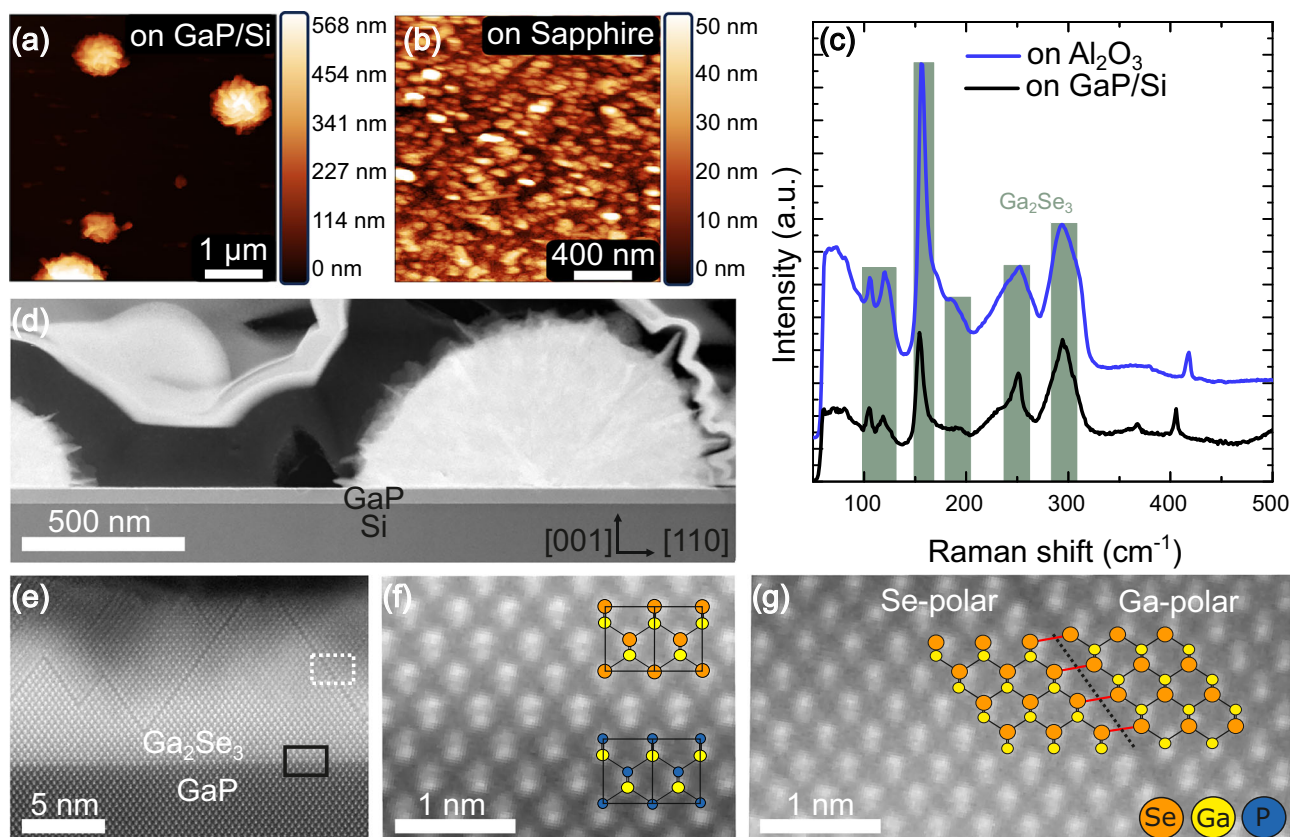 (a)
on GaP/Si
568 nm
454 nm
341 nm
227 nm
114 nm
0 nm
1 µm
(b)
on Sapphire
50 nm
40 nm
30 nm
20 nm
10 nm
0 nm
400 nm
(c)
on Al₂O₃
on GaP/Si
Ga₂Se₃
Intensity (a.u.)
100
200
300
400
500
Raman shift (cm⁻¹)
(d)
GaP
Si
500 nm
[001]
[110]
(e)
Ga₂Se₃
GaP
5 nm
(f)
1 nm
(g)
Se-polar
Ga-polar
1 nm
Se
Ga
P